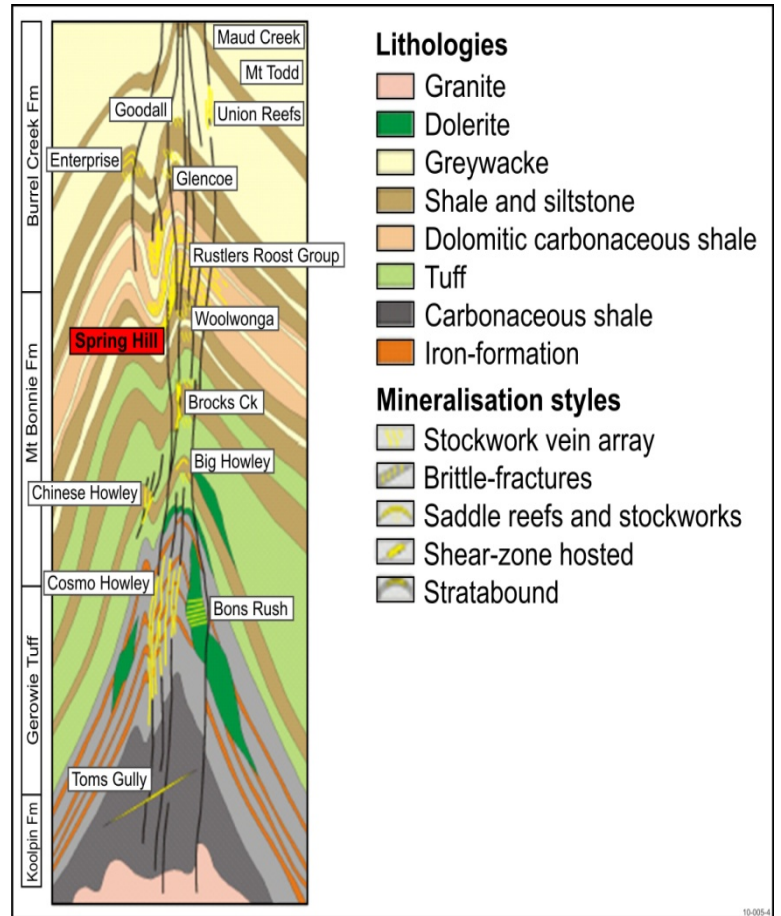 Burrel Creek Fm
Mt Bonnie Fm
Gerowie Tuff
Koolpin Fm
Maud Creek
Mt Todd
Goodall
Union Reefs
Enterprise
Glencoe
Rustlers Roost Group
Woolwonga
Spring Hill
Brocks Ck
Big Howley
Chinese Howley
Cosmo Howley
Bons Rush
Toms Gully
Lithologies
Granite
Dolerite
Greywacke
Shale and siltstone
Dolomitic carbonaceous shale
Tuff
Carbonaceous shale
Iron-formation
Mineralisation styles
Stockwork vein array
Brittle-fractures
Saddle reefs and stockworks
Shear-zone hosted
Stratabound
10-005-4